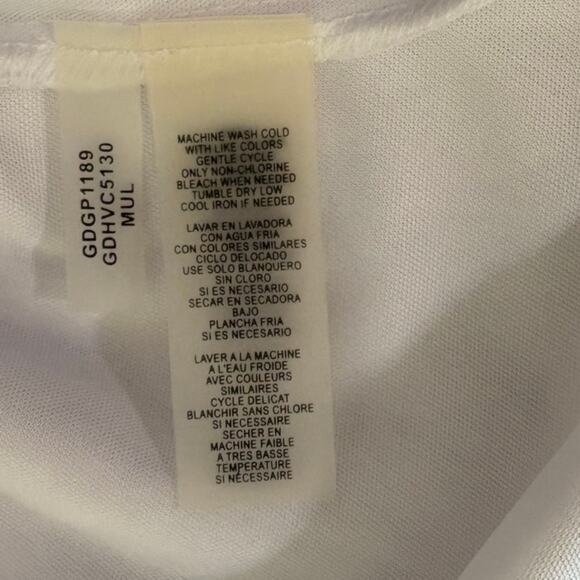 GDGP1189
GDHVC5130
MUL
MACHINE WASH COLD
WITH LIKE COLORS
GENTLE CYCLE
ONLY NON-CHLORINE
BLEACH WHEN NEEDED
TUMBLE DRY LOW
COOL IRON IF NEEDED
LAVAR EN LAVADORA
CON AGUA FRIA
CON COLORES SIMILARES
CICLO DELOCADO
USE SOLO BLANQUERO
SIN CLORO
SI ES NECESARIO
SECAR EN SECADORA
BAJO
PLANCHA FRIA
SI ES NECESARIO
LAVER A LA MACHINE
A L'EAU FROIDE
AVEC COULEURS
SIMILAIRES
CYCLE DELICAT
BLANCHIR SANS CHLORE
SI NECESSAIRE
SECHER EN
MACHINE FAIBLE
A TRES BASSE
TEMPERATURE
SI NÉCESSAIRE